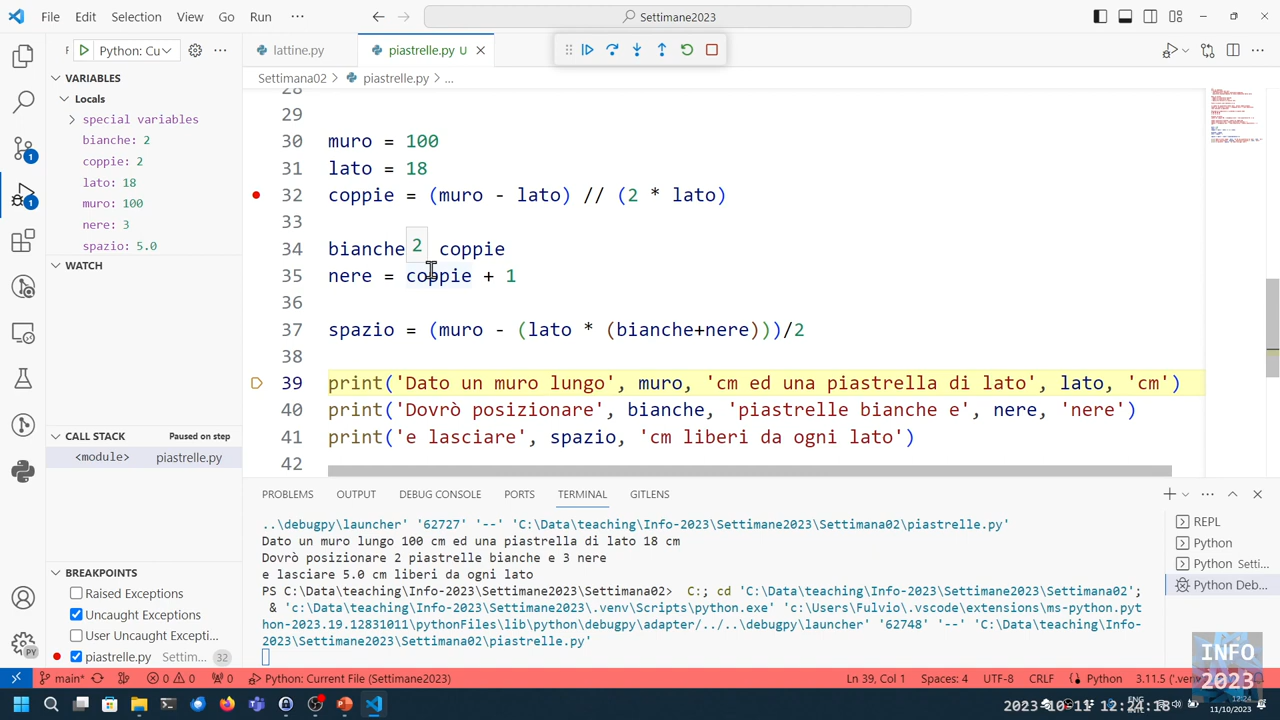 File Edit Selection View Go Run ··· Settimane2023
Python: Cu
lattine.py
piastrelle.py U
Settimana02 > piastrelle.py > ...
VARIABLES
Locals
special variables
bianche: 2
coppie: 2
lato: 18
muro: 100
nere: 3
spazio: 5.0
WATCH
CALL STACK Paused on step
<module> piastrelle.py
BREAKPOINTS
Raised Exceptions
Uncaught Exceptions
User Uncaught Excepti...
piastrelle.py Settim... 32
28
29
30 muro = 100
31 lato = 18
32 coppie = (muro - lato) // (2 * lato)
33
34 bianche 2 coppie
35 nere = coppie + 1
36
37 spazio = (muro - (lato * (bianche+nere)))/2
38
39 print('Dato un muro lungo', muro, 'cm ed una piastrella di lato', lato, 'cm')
40 print('Dovrò posizionare', bianche, 'piastrelle bianche e', nere, 'nere')
41 print('e lasciare', spazio, 'cm liberi da ogni lato')
42
PROBLEMS OUTPUT DEBUG CONSOLE PORTS TERMINAL GITLENS
..\debugpy\launcher' '62727' '--' 'C:\Data\teaching\Info-2023\Settimane2023\Settimana02\piastrelle.py'
Dato un muro lungo 100 cm ed una piastrella di lato 18 cm
Dovrò posizionare 2 piastrelle bianche e 3 nere
e lasciare 5.0 cm liberi da ogni lato
PS C:\Data\teaching\Info-2023\Settimane2023\Settimana02> C:; cd 'C:\Data\teaching\Info-2023\Settimane2023\Settimana02';
& 'c:\Data\teaching\Info-2023\Settimane2023\.venv\Scripts\python.exe' 'c:\Users\Fulvio\.vscode\extensions\ms-python.pyt
hon-2023.19.12831011\pythonFiles\lib\python\debugpy\adapter/../..\debugpy\launcher' '62748' '--' 'C:\Data\teaching\Info-
2023\Settimane2023\Settimana02\piastrelle.py'
REPL
Python
Python Setti...
Python Deb...
INFO
2023
main* 0 0 0 Python: Current File (Settimane2023) Ln 39, Col 1 Spaces: 4 UTF-8 CRLF Python 3.11.5 ('.venv
2023-10-11 12:24
ENG
12:24
11/10/2023
1
1
PY